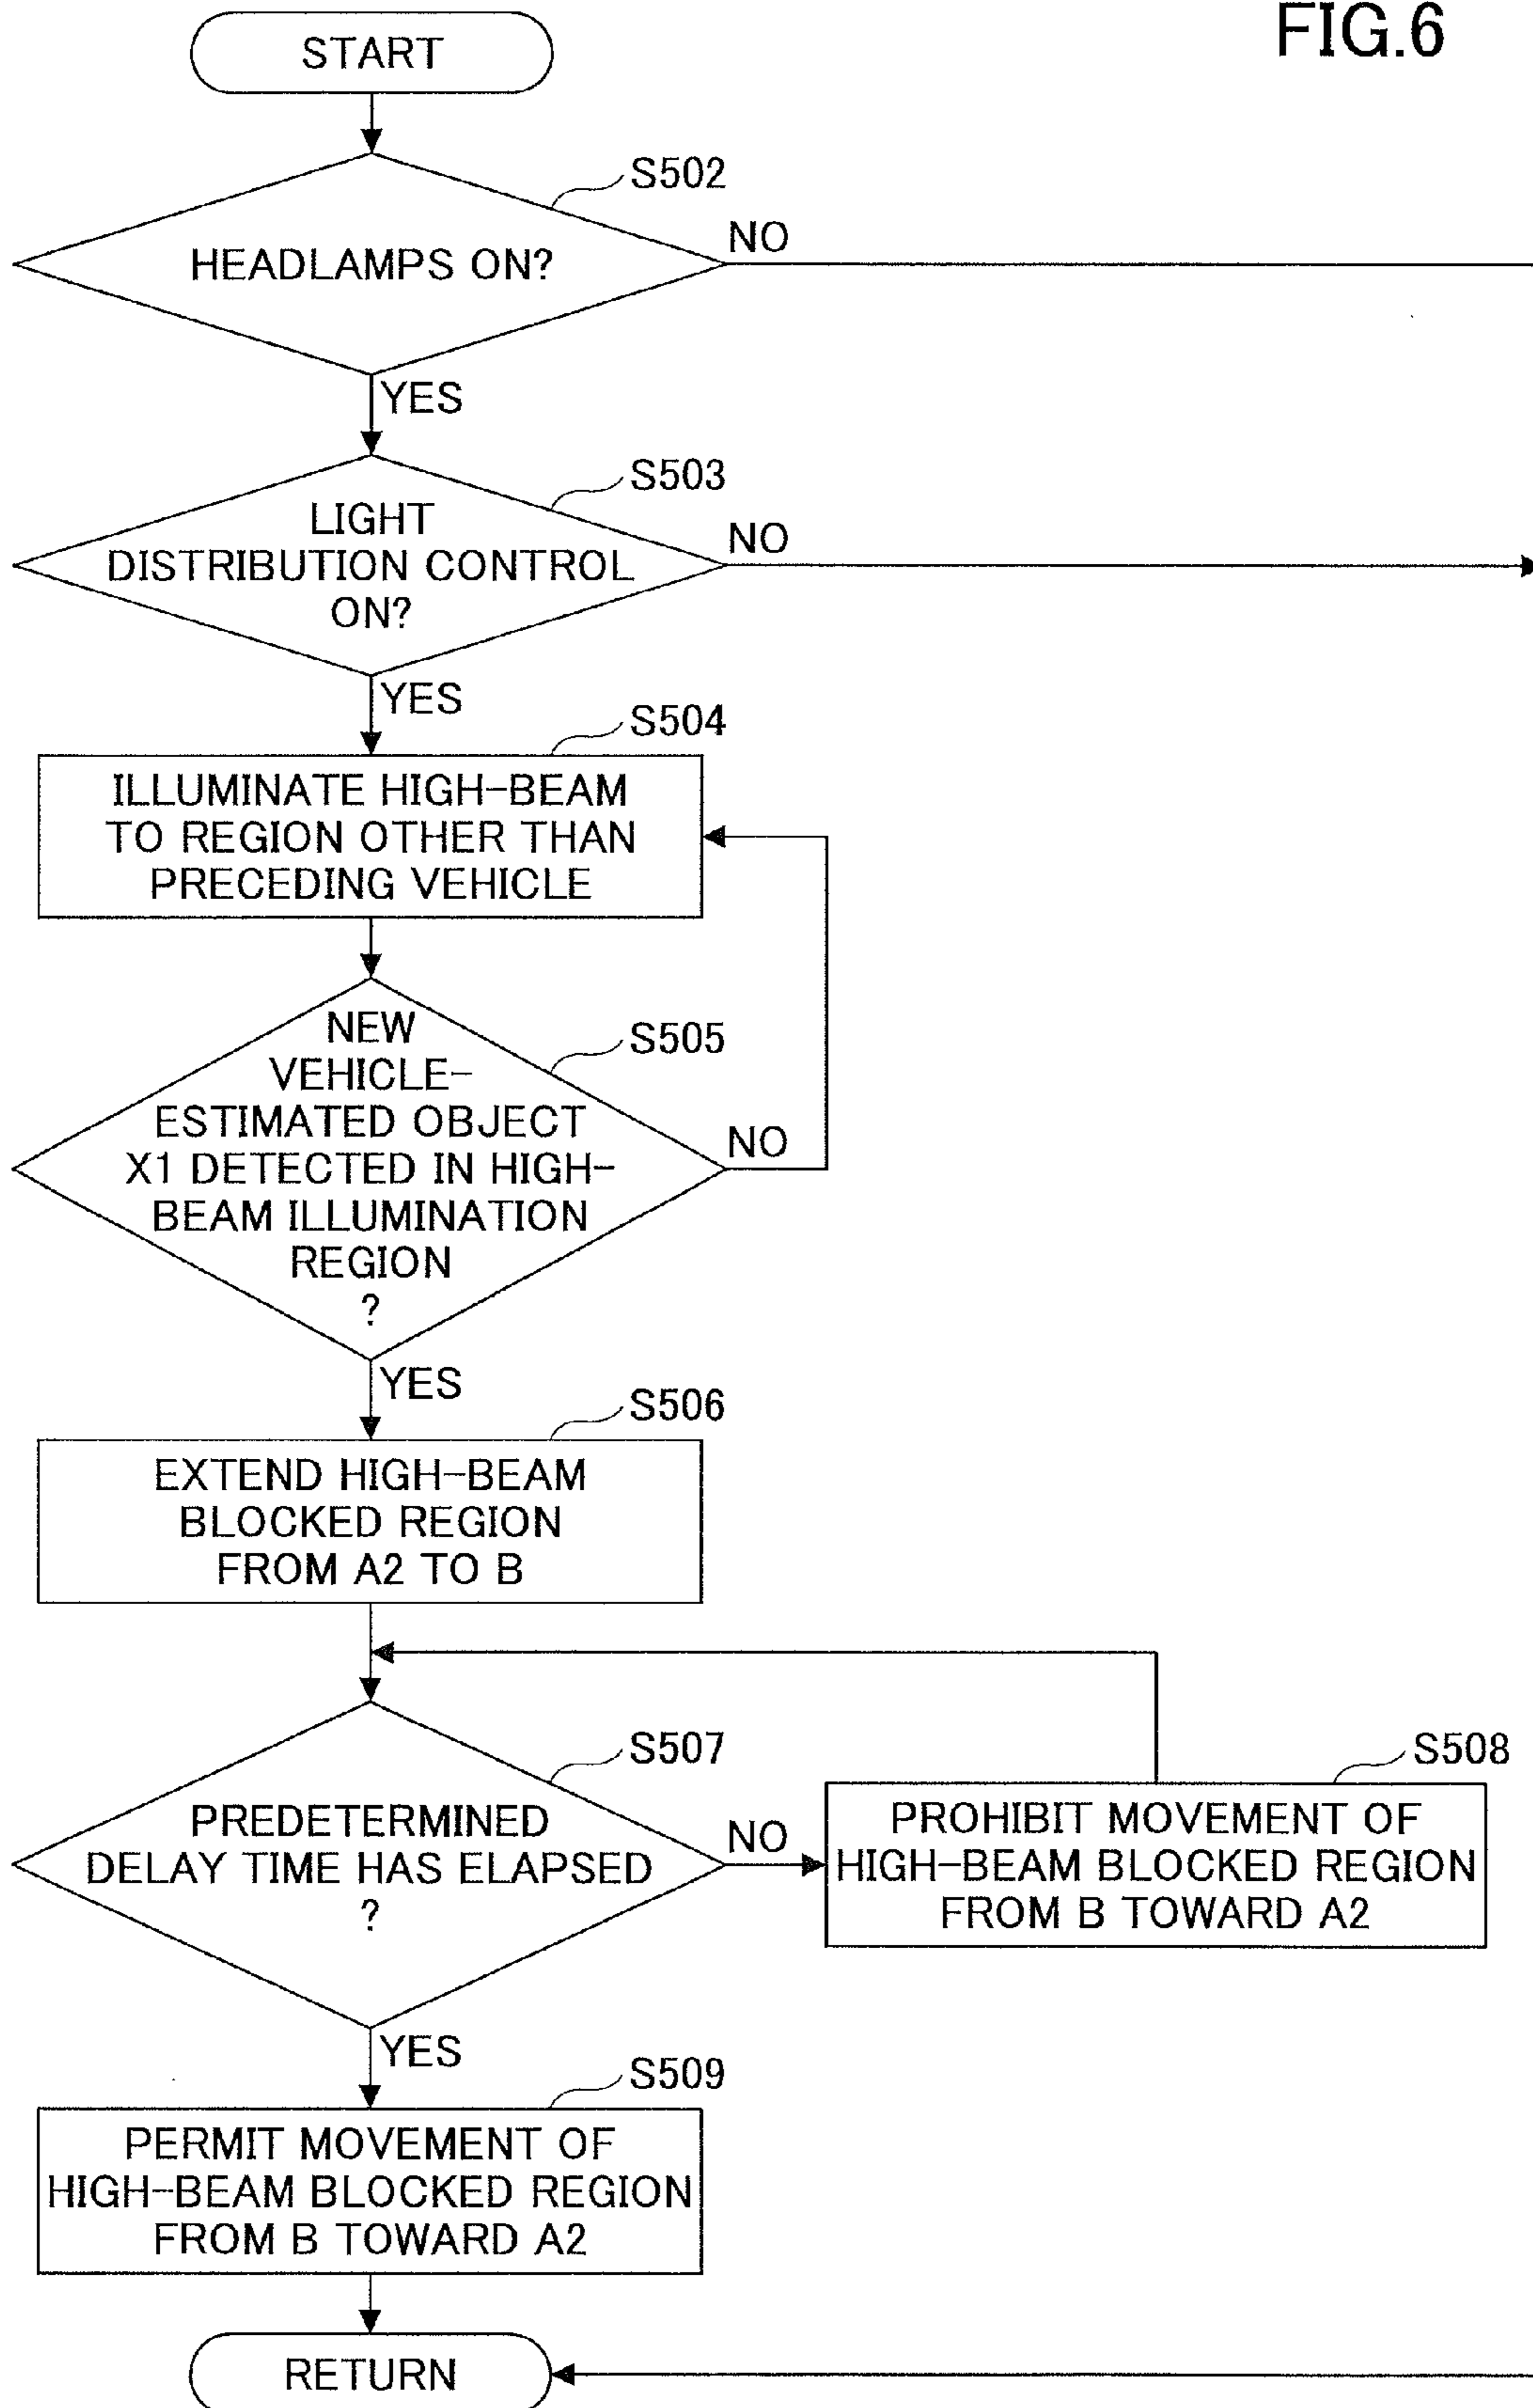 FIG.6
START
S502
HEADLAMPS ON?
NO
YES
S503
LIGHT
DISTRIBUTION CONTROL
ON?
NO
YES
S504
ILLUMINATE HIGH-BEAM
TO REGION OTHER THAN
PRECEDING VEHICLE
S505
NEW
VEHICLE-
ESTIMATED OBJECT
X1 DETECTED IN HIGH-
BEAM ILLUMINATION
REGION
?
NO
YES
S506
EXTEND HIGH-BEAM
BLOCKED REGION
FROM A2 TO B
S507
PREDETERMINED
DELAY TIME HAS ELAPSED
?
NO
S508
PROHIBIT MOVEMENT OF
HIGH-BEAM BLOCKED REGION
FROM B TOWARD A2
YES
S509
PERMIT MOVEMENT OF
HIGH-BEAM BLOCKED REGION
FROM B TOWARD A2
RETURN